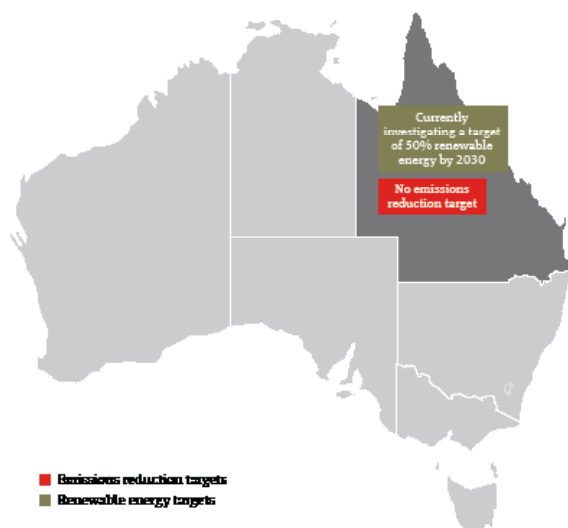 Currently
investigating a target
of 50% renewable
energy by 2030
No emissions
reduction target
Emissions reduction targets
Renewable energy targets